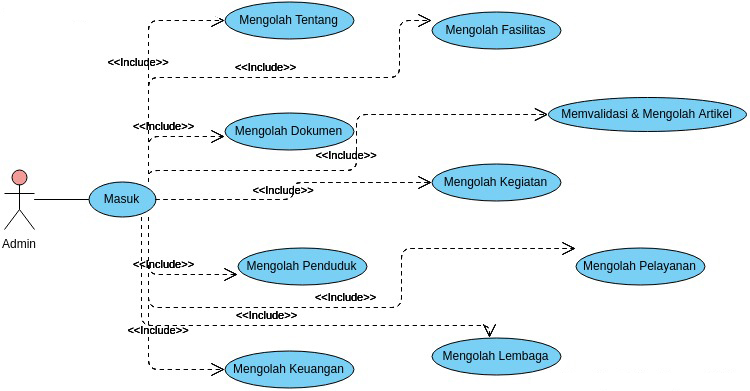 Mengolah Tentang
Mengolah Fasilitas
<<Include>>
<<Include>>
Memvalidasi & Mengolah Artikel
<<Include>>
Mengolah Dokumen
<<Include>>
Mengolah Kegiatan
<<Include>>
Masuk
Admin
<<Include>>
Mengolah Penduduk
Mengolah Pelayanan
<<Include>>
<<Include>>
<<Include>>
Mengolah Lembaga
Mengolah Keuangan